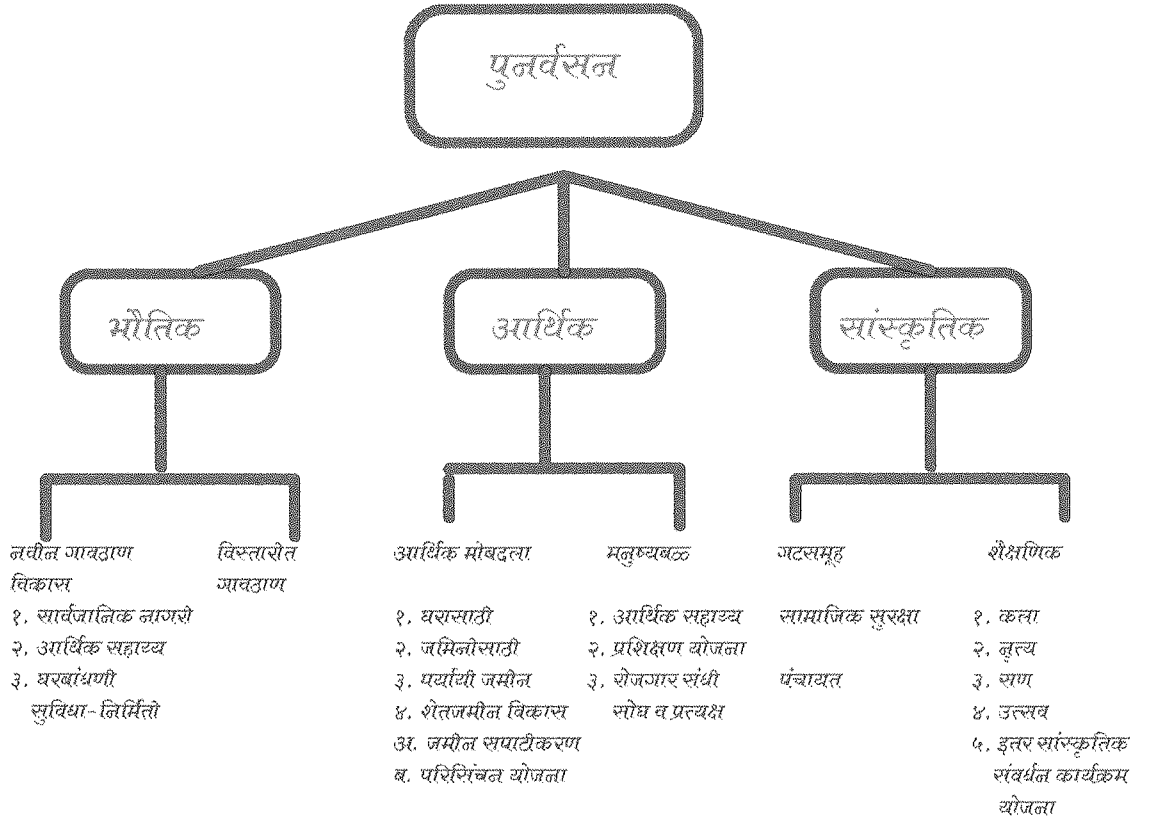 पुनर्वसन
भौतिक
आर्थिक
सांस्कृतिक
नवीन गावठाण
विकास
१. सार्वजानिक नागरी
२. आर्थिक सहाय्य
३. घरबांधणी
सुविधा-निर्मिती
विस्तारीत
गावठाण
आर्थिक मोबदला
१. घरासाठी
२. जमिनीसाठी
३. पर्यायी जमीन
४. शेतजमीन विकास
अ. जमीन सपाटीकरण
ब. परिसिंचन योजना
मनुष्यबळ
१. आर्थिक सहाय्य
२. प्रशिक्षण योजना
३. रोजगार संधी
सोघ व प्रत्यक्ष
गटसमूह
सामाजिक सुरक्षा
पंचायत
शैक्षणिक
१. कला
२. नृत्य
३. सण
४. उत्सव
५. इतर सांस्कृतिक
संवर्धन कार्यक्रम
योजना